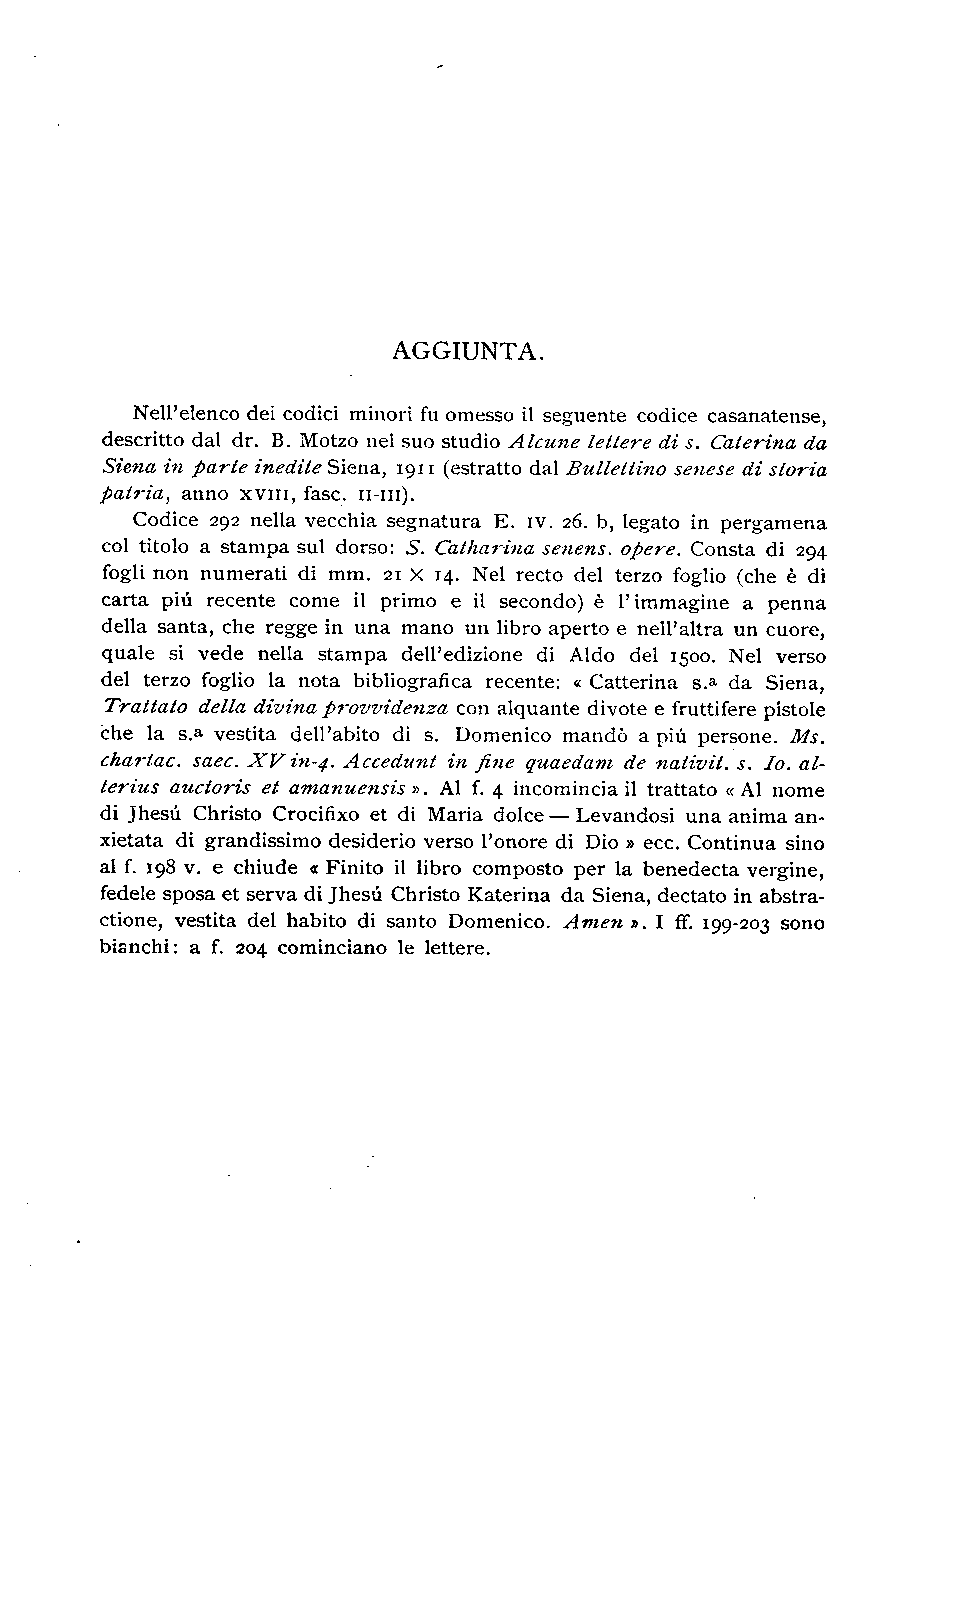 AGGIUNTA.
Nell'elenco dei codici minori fu omesso il seguente codice casanatense,
descritto dal dr. B. Motzo nel suo studio Alcune lettere di s. Caterina da
Siena in parte inedite Siena, 1911 (estratto dal Bullettino senese di storia
patria, anno XVIII, fasc. II-III).
Codice 292 nella vecchia segnatura E. IV. 26. b, legato in pergamena
col titolo a stampa sul dorso: S. Catharina senens. opere. Consta di 294
fogli non numerati di mm. 21 X 14. Nel recto del terzo foglio (che è di
carta piú recente come il primo e il secondo) è l'immagine a penna
della santa, che regge in una mano un libro aperto e nell'altra un cuore,
quale si vede nella stampa dell'edizione di Aldo del 1500. Nel verso
del terzo foglio la nota bibliografica recente: « Catterina s.ª da Siena,
Trattato della divina provvidenza con alquante divote e fruttifere pistole
che la s.ª vestita dell'abito di s. Domenico mandò a piú persone. Ms.
chartac. saec. XV in-4. Accedunt in fine quaedam de nativit. s. Io. al-
terius auctoris et amanuensis ». Al f. 4 incomincia il trattato « Al nome
di Jhesú Christo Crocifixo et di Maria dolce — Levandosi una anima an-
xietata di grandissimo desiderio verso l'onore di Dio » ecc. Continua sino
al f. 198 v. e chiude « Finito il libro composto per la benedecta vergine,
fedele sposa et serva di Jhesú Christo Katerina da Siena, dectato in abstra-
ctione, vestita del habito di santo Domenico. Amen ». I ff. 199-203 sono
bianchi: a f. 204 cominciano le lettere.